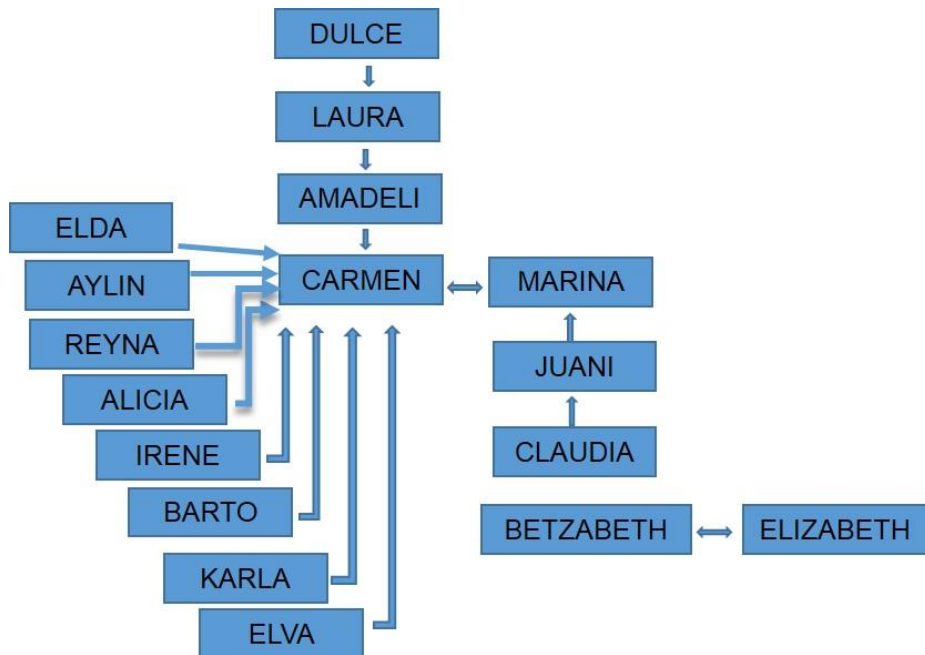 DULCE
LAURA
AMADELI
ELDA
CARMEN
MARINA
AYLIN
REYNA
JUANI
ALICIA
IRENE
CLAUDIA
BARTO
BETZABETH
ELIZABETH
KARLA
ELVA